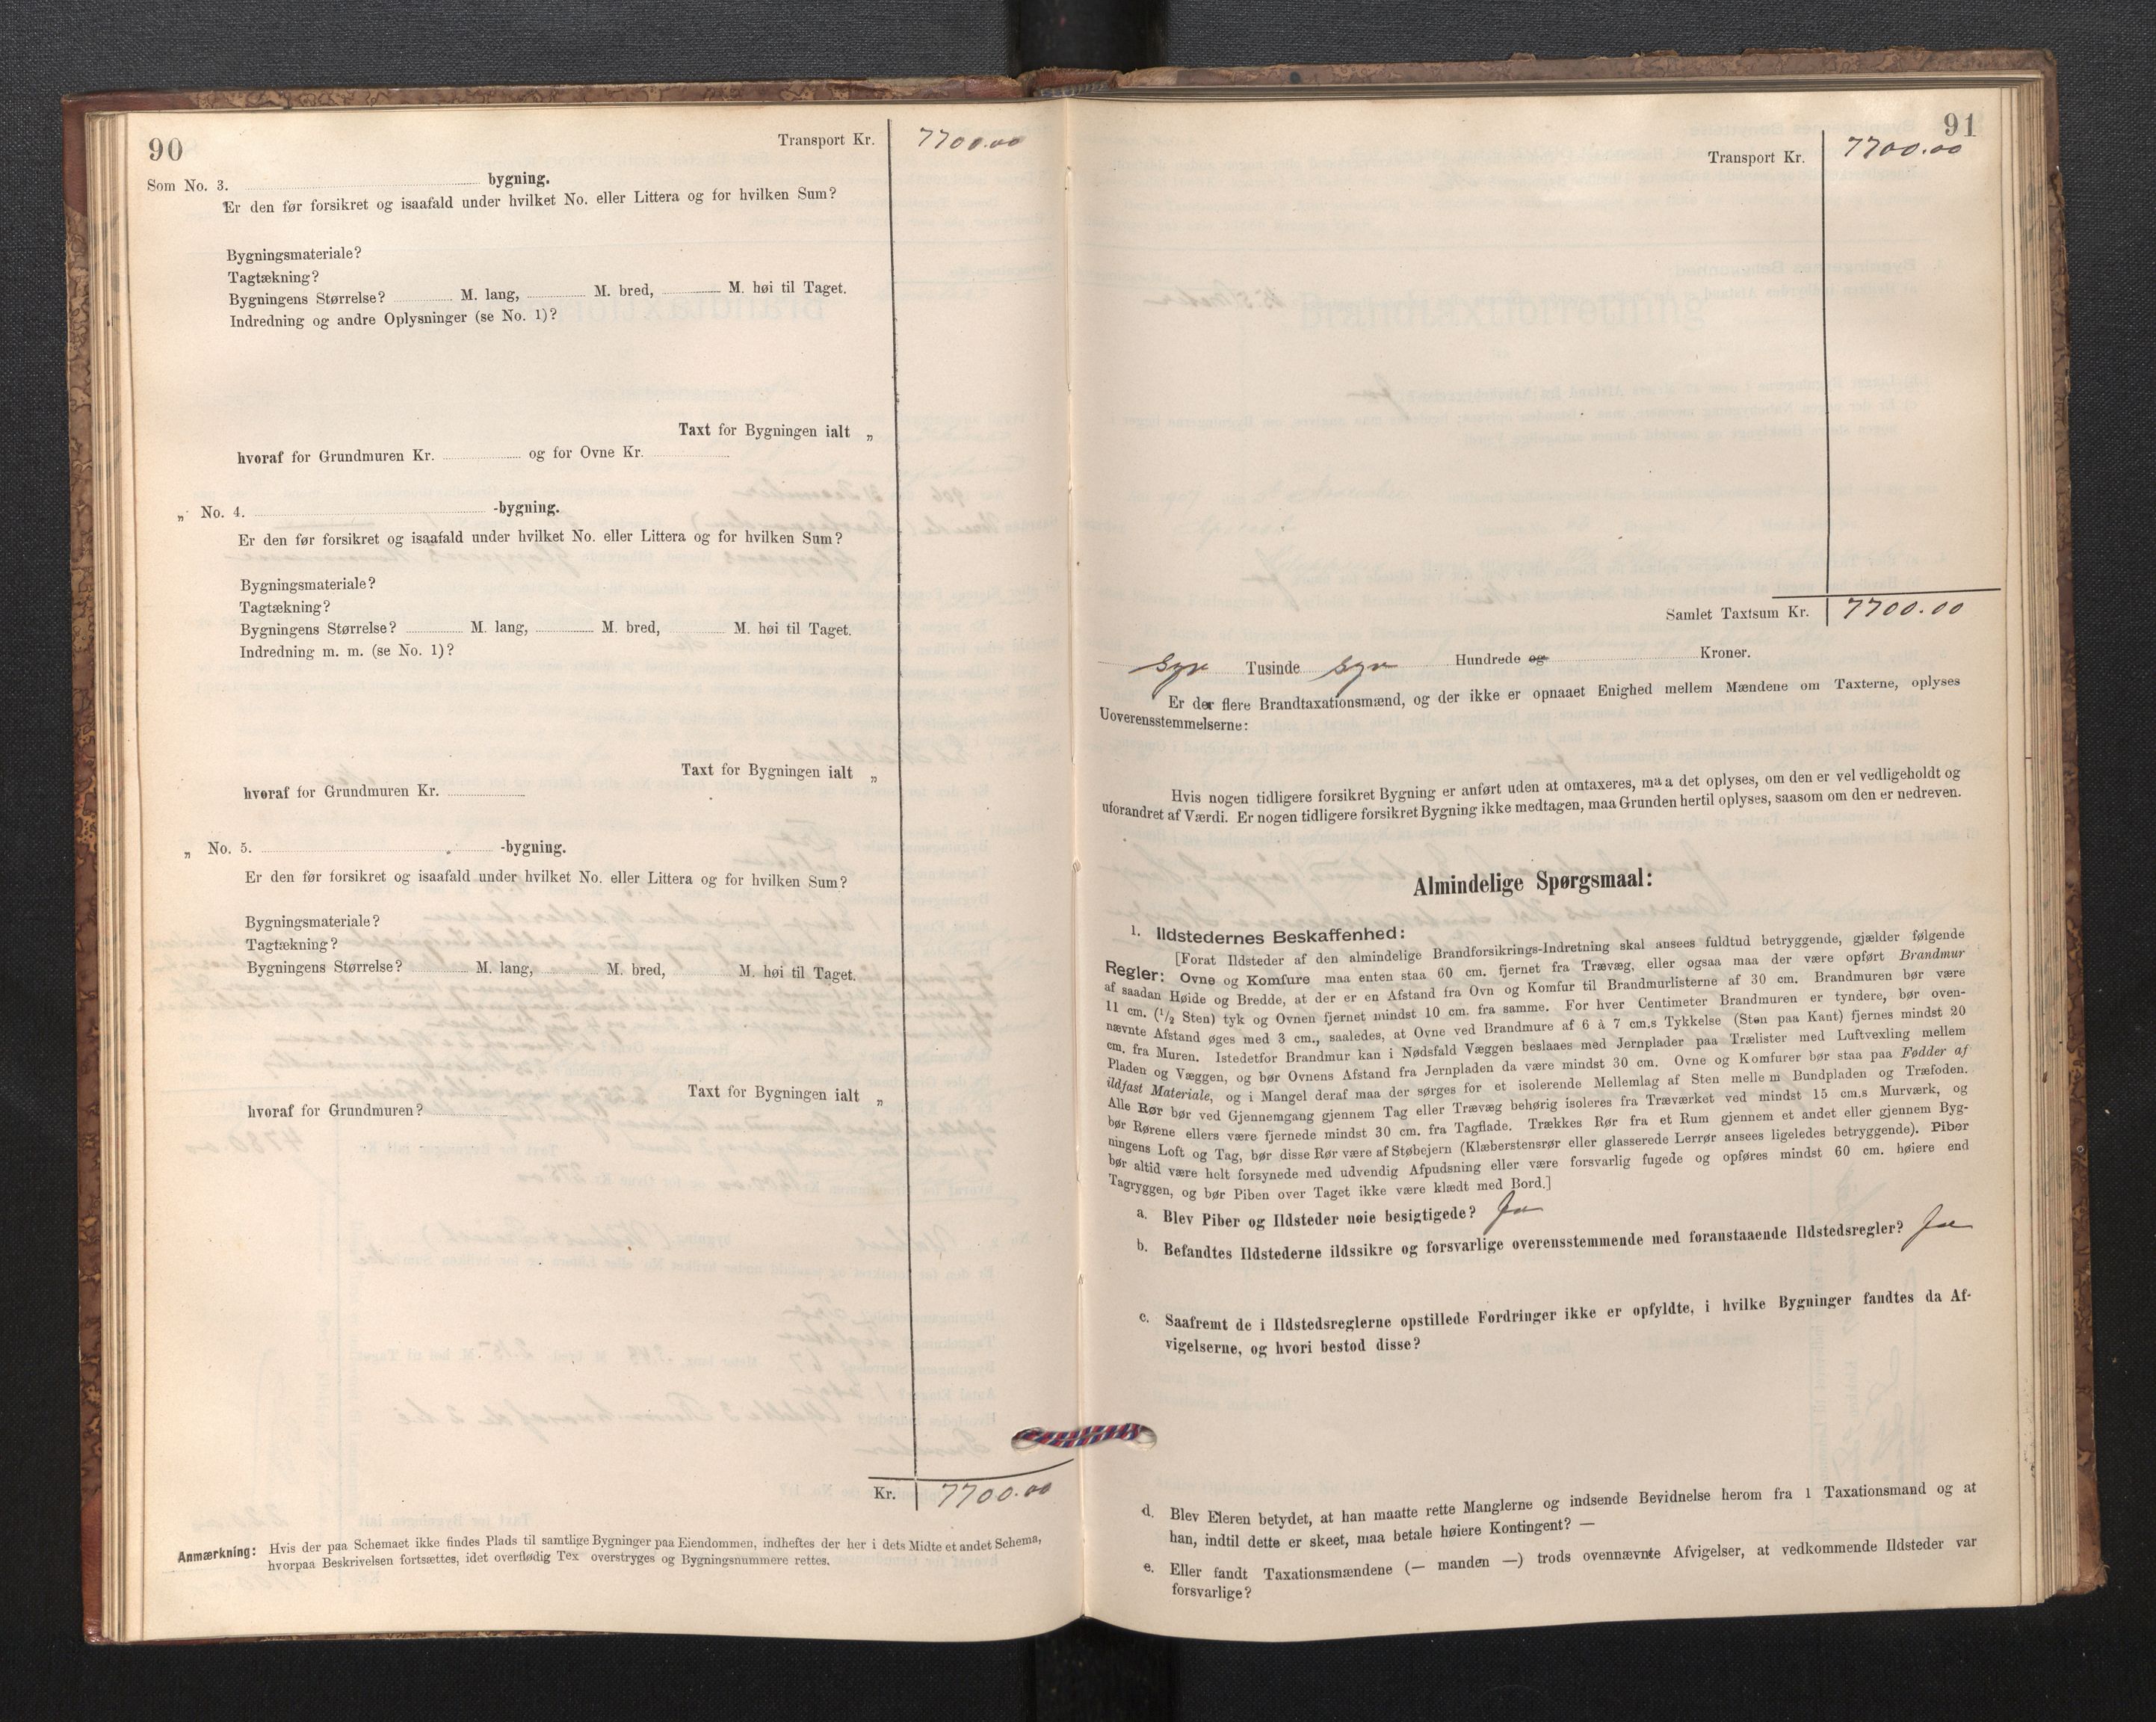 90
Transport Kr. 7700.00
Som No. 3. bygning.
Er den før forsikret og isaafald under hvilket No. eller Littera og for hvilken Sum?
Bygningsmateriale?
Tagtækning?
Bygningens Størrelse? M. lang, M. bred, M. høi til Taget.
Indredning og andre Oplysninger (se No. 1)?
Taxt for Bygningen ialt „
hvoraf for Grundmuren Kr. og for Ovne Kr.
„ No. 4. -bygning.
Er den før forsikret og isaafald under hvilket No. eller Littera og for hvilken Sum?
Bygningsmateriale?
Tagtækning?
Bygningens Størrelse? M. lang, M. bred, M. høi til Taget.
Indredning m. m. (se No. 1)?
Taxt for Bygningen ialt „
hvoraf for Grundmuren Kr.
„ No. 5. -bygning.
Er den før forsikret og isaafald under hvilket No. eller Littera og for hvilken Sum?
Bygningsmateriale?
Tagtækning?
Bygningens Størrelse? M. lang, M. bred, M. høi til Taget.
Taxt for Bygningen ialt „
hvoraf for Grundmuren?
Kr. 7700.00
Anmærkning: Hvis der paa Schemaet ikke findes Plads til samtlige Bygninger paa Eiendommen, indheftes der her i dets Midte et andet Schema,
hvorpaa Beskrivelsen fortsættes, idet overflødig Tex overstryges og Bygningsnummere rettes.
91
Transport Kr. 7700.00
Samlet Taxtsum Kr. 7700.00
Syv Tusinde Syv Hundrede og Kroner.
Er der flere Brandtaxationsmænd, og der ikke er opnaaet Enighed mellem Mændene om Taxterne, oplyses
Uoverensstemmelserne:
Hvis nogen tidligere forsikret Bygning er anført uden at omtaxeres, maa det oplyses, om den er vel vedligeholdt og
uforandret af Værdi. Er nogen tidligere forsikret Bygning ikke medtagen, maa Grunden hertil oplyses, saasom om den er nedreven.
Almindelige Spørgsmaal:
1. Ildstedernes Beskaffenhed:
[Forat Ildsteder af den almindelige Brandforsikrings-Indretning skal ansees fuldtud betryggende, gjælder følgende
Regler: Ovne og Komfure maa enten staa 60 cm. fjernet fra Trævæg, eller ogsaa maa der være opført Brandmur
af saadan Høide og Bredde, at der er en Afstand fra Ovn og Komfur til Brandmurlisterne af 30 cm. Brandmuren bør være
11 cm. (1/2 Sten) tyk og Ovnen fjernet mindst 10 cm. fra samme. For hver Centimeter Brandmuren er tyndere, bør oven-
nævnte Afstand øges med 3 cm., saaledes, at Ovne ved Brandmure af 6 à 7 cm.s Tykkelse (Sten paa Kant) fjernes mindst 20
cm. fra Muren. Istedetfor Brandmur kan i Nødsfald Væggen beslaaes med Jernplader paa Trælister med Luftvexling mellem
Pladen og Væggen, og bør Ovnens Afstand fra Jernpladen da være mindst 30 cm. Ovne og Komfurer bør staa paa Fødder af
ildfast Materiale, og i Mangel deraf maa der sørges for et isolerende Mellemlag af Sten mellem Bundpladen og Træfoden.
Alle Rør bør ved Gjennemgang gjennem Tag eller Trævæg behørig isoleres fra Træværket ved mindst 15 cm.s Murværk, og
bør Rørene ellers være fjernede mindst 30 cm. fra Tagflade. Trækkes Rør fra et Rum gjennem et andet eller gjennem Byg-
ningens Loft og Tag, bør disse Rør være af Støbejern (Klæberstensrør eller glasserede Lerrør ansees ligeledes betryggende). Piber
bør altid være helt forsynede med udvendig Afpudsning eller være forsvarlig fugede og opføres mindst 60 cm. høiere end
Tagryggen, og bør Piben over Taget ikke være klædt med Bord.]
a. Blev Piber og Ildsteder nøie besigtigede? Ja
b. Befandtes Ildstederne ildssikre og forsvarlige overensstemmende med foranstaaende Ildstedsregler? Ja
c. Saafremt de i Ildstedsreglerne opstillede Fordringer ikke er opfyldte, i hvilke Bygninger fandtes da Af-
vigelserne, og hvori bestod disse?
d. Blev Eieren betydet, at han maatte rette Manglerne og indsende Bevidnelse herom fra 1 Taxationsmand og at
han, indtil dette er skeet, maa betale høiere Kontingent? —
e. Eller fandt Taxationsmændene (— manden —) trods ovennævnte Afvigelser, at vedkommende Ildsteder var
forsvarlige?